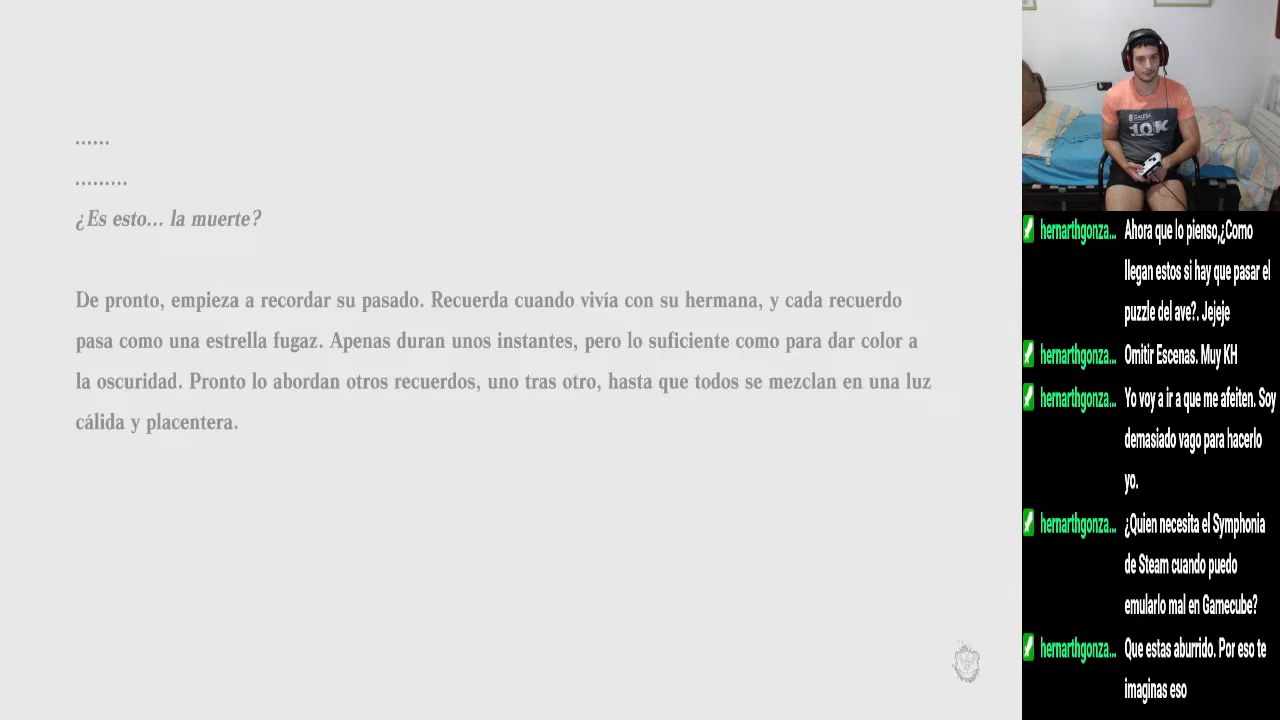 ......
.........
¿Es esto... la muerte?
De pronto, empieza a recordar su pasado. Recuerda cuando vivía con su hermana, y cada recuerdo
pasa como una estrella fugaz. Apenas duran unos instantes, pero lo suficiente como para dar color a
la oscuridad. Pronto lo abordan otros recuerdos, uno tras otro, hasta que todos se mezclan en una luz
cálida y placentera.
10K
hernarthgonza... Ahora que lo pienso,¿Como
llegan estos si hay que pasar el
puzzle del ave?. Jejeje
hernarthgonza... Omitir Escenas. Muy KH
hernarthgonza... Yo voy a ir a que me afeiten. Soy
demasiado vago para hacerlo
yo.
hernarthgonza... ¿Quien necesita el Symphonia
de Steam cuando puedo
emularlo mal en Gamecube?
hernarthgonza... Que estas aburrido. Por eso te
imaginas eso